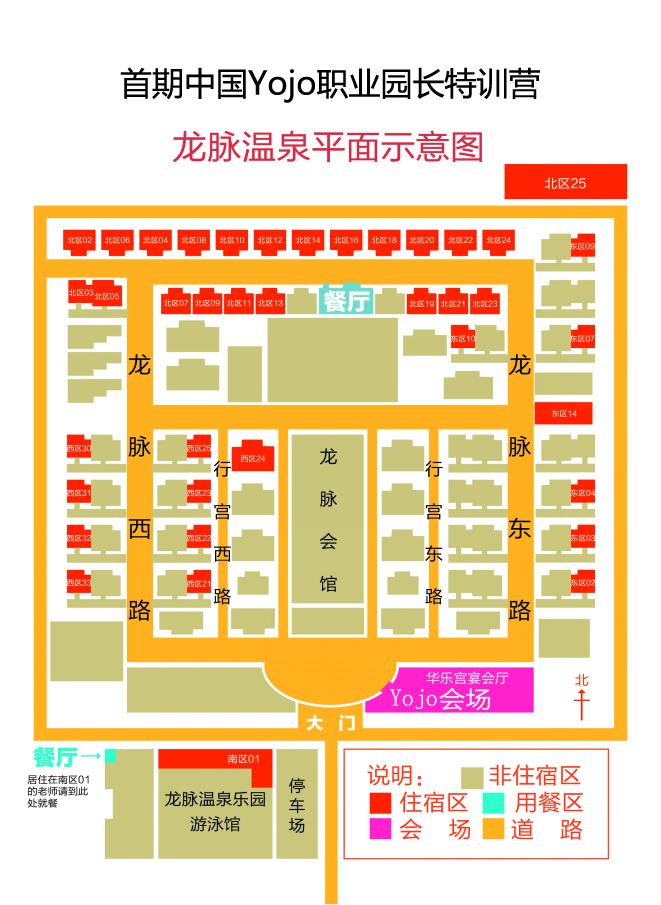 首期中国Yojo职业园长特训营
龙脉温泉平面示意图
北区25
北区02 北区06 北区04 北区08 北区10 北区12 北区14 北区16 北区18 北区20 北区22 北区24
东区09
北区03 北区05
北区07 北区09 北区11 北区13 餐厅 北区19 北区21 北区23
东区10 东区07
东区14
龙脉西路
龙脉东路
西区30 西区25 西区24
西区31 西区23 东区04
西区32 西区22 东区03
西区33 西区21 东区02
行宫西路
龙脉会馆
行宫东路
华乐宫宴会厅
Yojo会场
北
大门
餐厅→
居住在南区01
的老师请到此
处就餐
南区01
龙脉温泉乐园
游泳馆
停车场
说明：
非住宿区
住宿区 用餐区
会 场 道 路